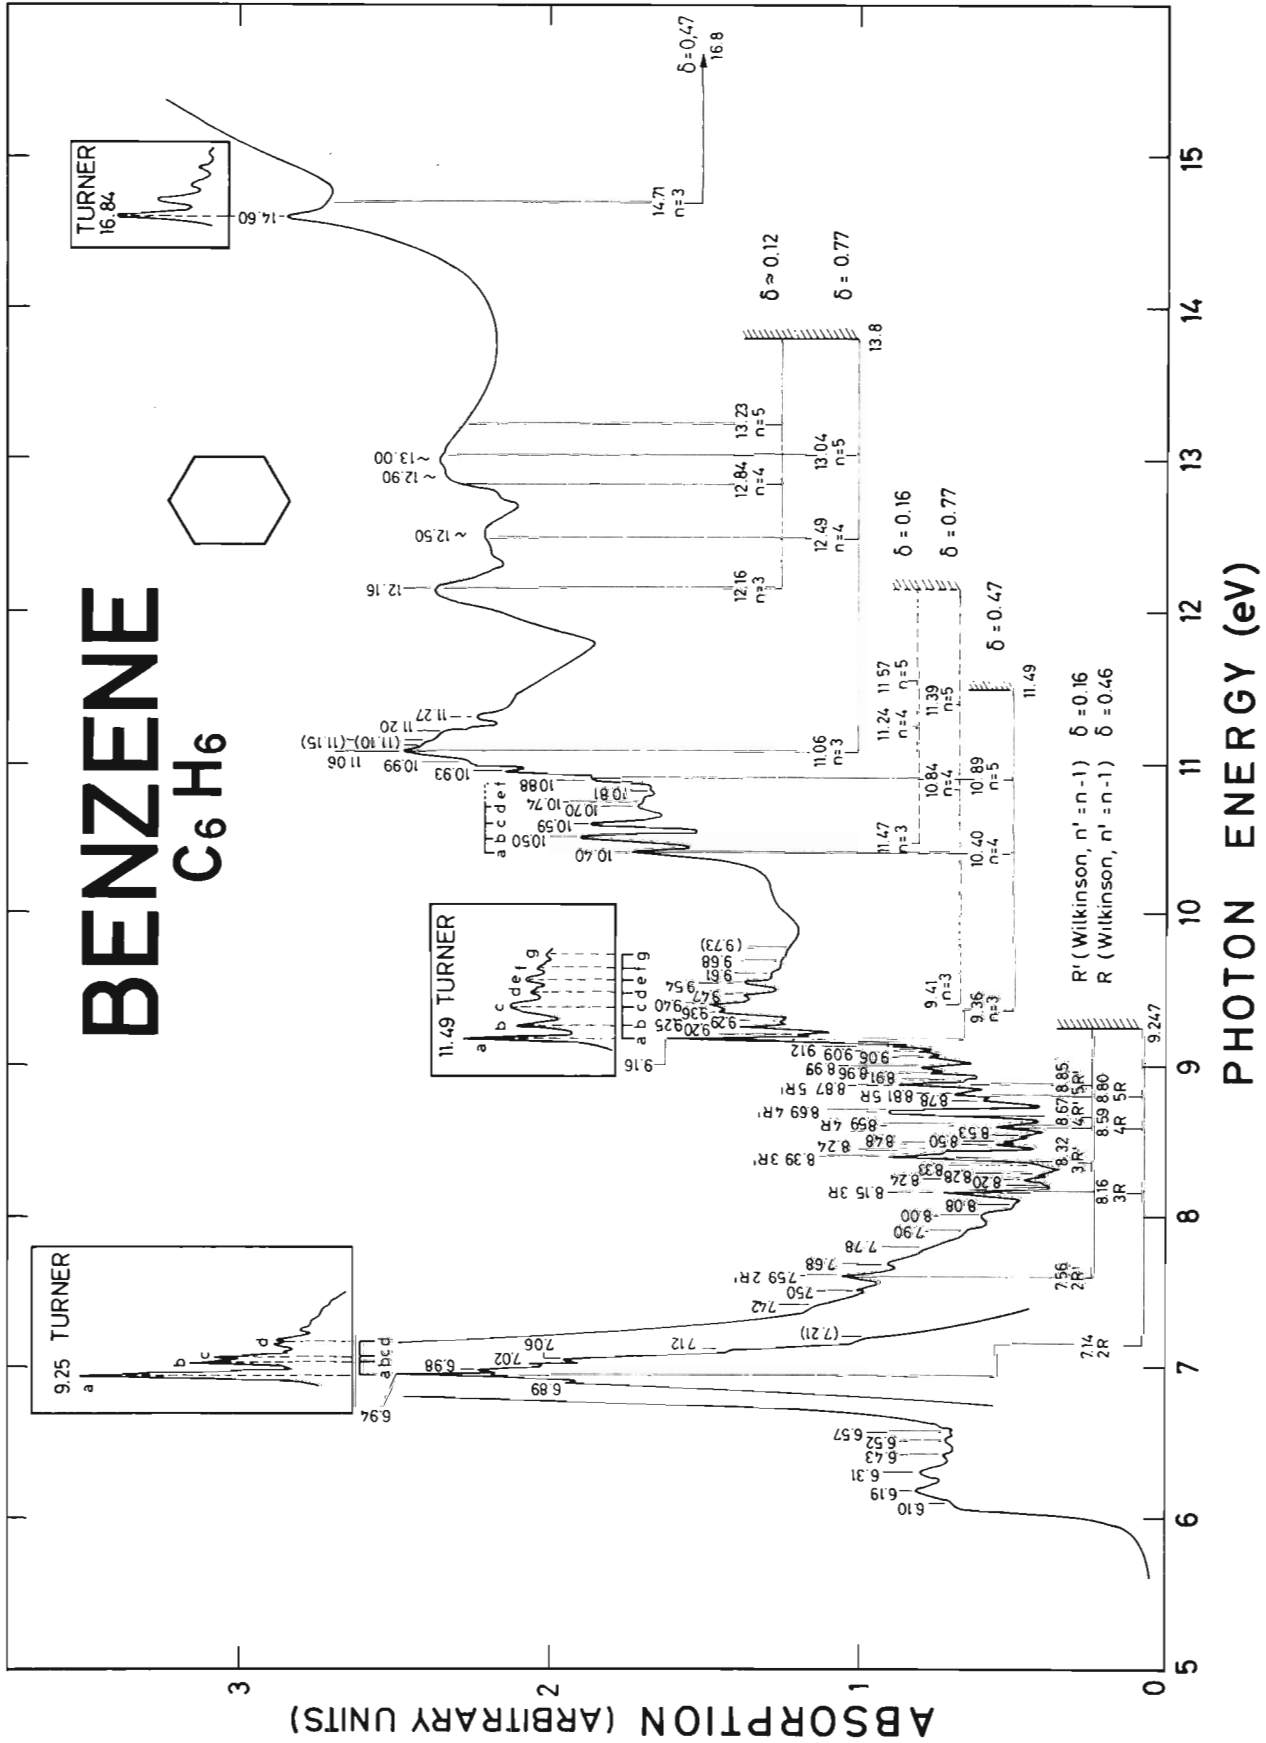 BENZENE
C6H6
ABSORPTION (ARBITRARY UNITS)
3
2
1
0
PHOTON ENERGY (eV)
5
6
7
8
9
10
11
12
13
14
15
9.25 TURNER
a
b
c
d
a b c d
6.94
11.49 TURNER
a
b
c
d
e
f
g
a b c d e f g
9.16
TURNER
16.84
14.60
6.10
6.19
6.31
6.43
6.52
6.57
6.89
6.98
7.02
7.06
7.12
(7.21)
7.42
7.50
7.59 2R'
7.68
7.78
7.90
8.00
8.08
8.15 3R
8.20
8.24
8.28
8.33
8.39 3R'
8.24
8.48
8.50
8.53
8.59 4R
8.69 4R'
8.78
8.81 5R
8.87 5R'
8.91
8.96
8.99
9.06
9.09
9.12
9.20
9.25
9.29
9.36
9.40
9.47
9.54
9.61
9.68
(9.73)
a b c d e f
10.40
10.50
10.59
10.70
10.74
10.81
10.88
10.93
10.99
11.06
(11.10)
(11.15)
11.20
11.27
12.16
~12.50
~12.90
~13.00
14.71
n=3
δ=0,47
16.8
12.16
n=3
12.84
n=4
13.23
n=5
δ≈0.12
11.06
n=3
12.49
n=4
13.04
n=5
δ = 0.77
13.8
11.47
n=3
11.24
n=4
11.57
n=5
δ = 0.16
9.41
n=3
10.84
n=4
11.39
n=5
δ = 0.77
9.36
n=3
10.40
n=4
10.89
n=5
δ = 0.47
11.49
7.56
2R'
8.32
3R'
8.67
4R'
8.85
5R'
R' (Wilkinson, n' = n-1) δ = 0.16
7.14
2R
8.16
3R
8.59
4R
8.80
5R
R (Wilkinson, n' = n-1) δ = 0.46
9.247